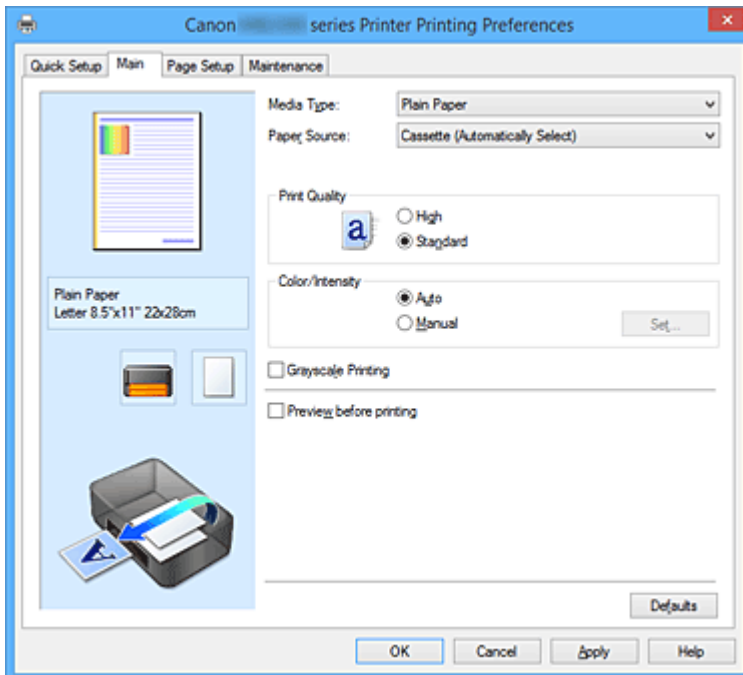 Canon series Printer Printing Preferences
Quick Setup Main Page Setup Maintenance
Media Type: Plain Paper
Paper Source: Cassette (Automatically Select)
Print Quality
a
High
Standard
Plain Paper
Letter 8.5"x11" 22x28cm
Color/Intensity
Auto
Manual
Set...
Grayscale Printing
Preview before printing
A
Defaults
OK Cancel Apply Help